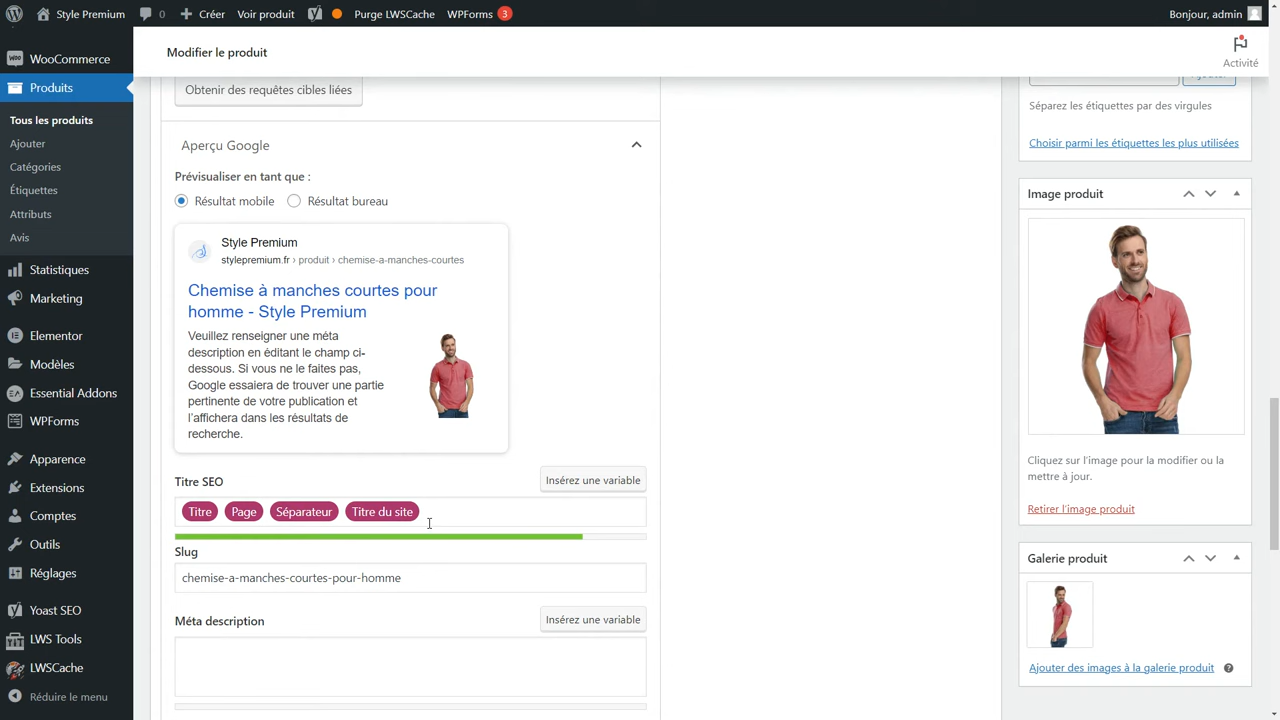 Style Premium
0
Créer
Voir produit
Purge LWSCache
WPForms
3
Bonjour, admin
WooCommerce
Produits
Tous les produits
Ajouter
Catégories
Étiquettes
Attributs
Avis
Statistiques
Marketing
Elementor
Modèles
Essential Addons
WPForms
Apparence
Extensions
Comptes
Outils
Réglages
Yoast SEO
LWS Tools
LWSCache
Réduire le menu
Modifier le produit
Activité
Obtenir des requêtes cibles liées
Aperçu Google
Prévisualiser en tant que :
Résultat mobile
Résultat bureau
Style Premium
stylepremium.fr › produit › chemise-a-manches-courtes
Chemise à manches courtes pour
homme - Style Premium
Veuillez renseigner une méta
description en éditant le champ ci-
dessous. Si vous ne le faites pas,
Google essaiera de trouver une partie
pertinente de votre publication et
l'affichera dans les résultats de
recherche.
Titre SEO
Insérez une variable
Titre
Page
Séparateur
Titre du site
Slug
chemise-a-manches-courtes-pour-homme
Méta description
Insérez une variable
Séparez les étiquettes par des virgules
Choisir parmi les étiquettes les plus utilisées
Image produit
Cliquez sur l'image pour la modifier ou la
mettre à jour.
Retirer l'image produit
Galerie produit
Ajouter des images à la galerie produit
?